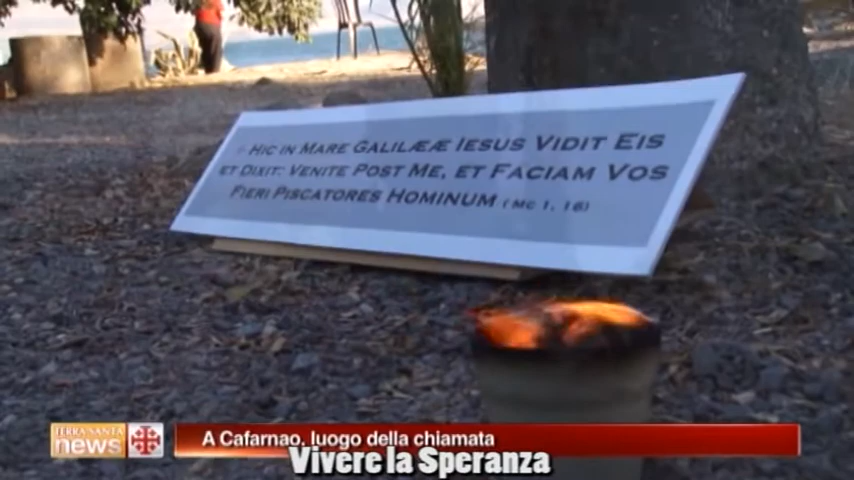 HIC IN MARE GALILÆÆ IESUS VIDIT EIS
ET DIXIT: VENITE POST ME, ET FACIAM VOS
FIERI PISCATORES HOMINUM (MC 1, 16)
TERRA SANTA
news
A Cafarnao, luogo della chiamata
Vivere la Speranza